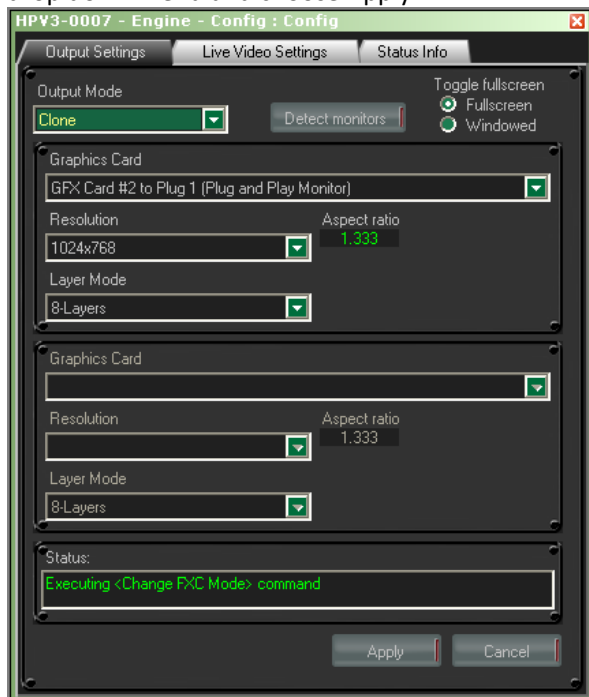 HPV3-0007 - Engine - Config : Config
Output Settings
Live Video Settings
Status Info
Output Mode
Clone
Detect monitors
Toggle fullscreen
Fullscreen
Windowed
Graphics Card
GFX Card #2 to Plug 1 (Plug and Play Monitor)
Resolution
Aspect ratio
1024x768
1.333
Layer Mode
8-Layers
Graphics Card
Resolution
Aspect ratio
1.333
Layer Mode
8-Layers
Status:
Executing <Change FXC Mode> command
Apply
Cancel